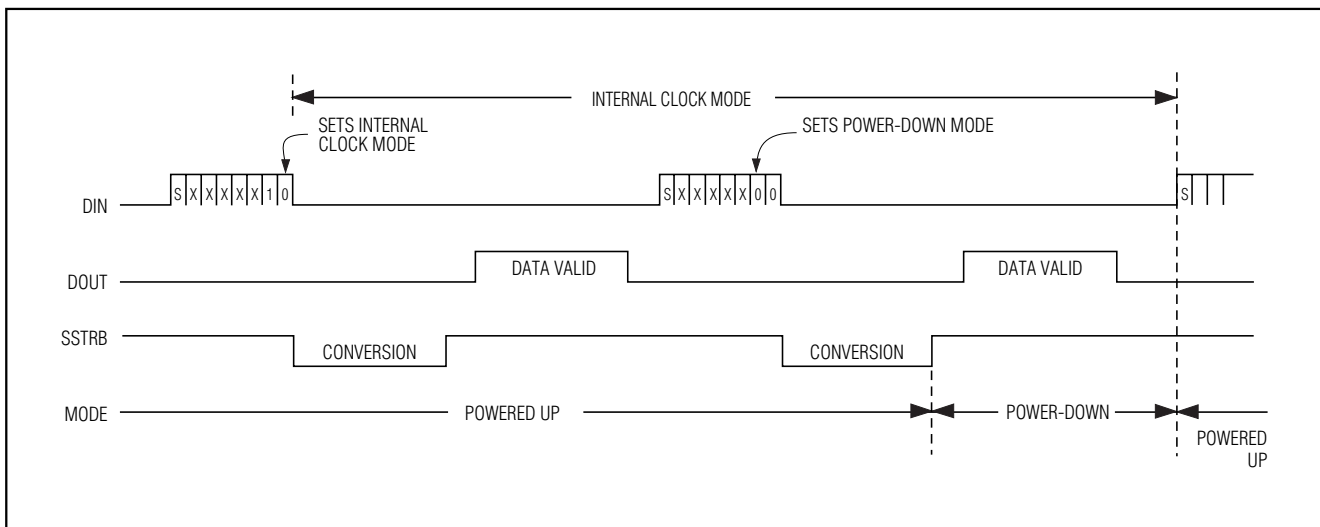 INTERNAL CLOCK MODE
SETS INTERNAL
CLOCK MODE
SETS POWER-DOWN MODE
DIN
S X X X X X 1 0
S X X X X X 0 0
S
DOUT
DATA VALID
DATA VALID
SSTRB
CONVERSION
CONVERSION
MODE
POWERED UP
POWER-DOWN
POWERED
UP